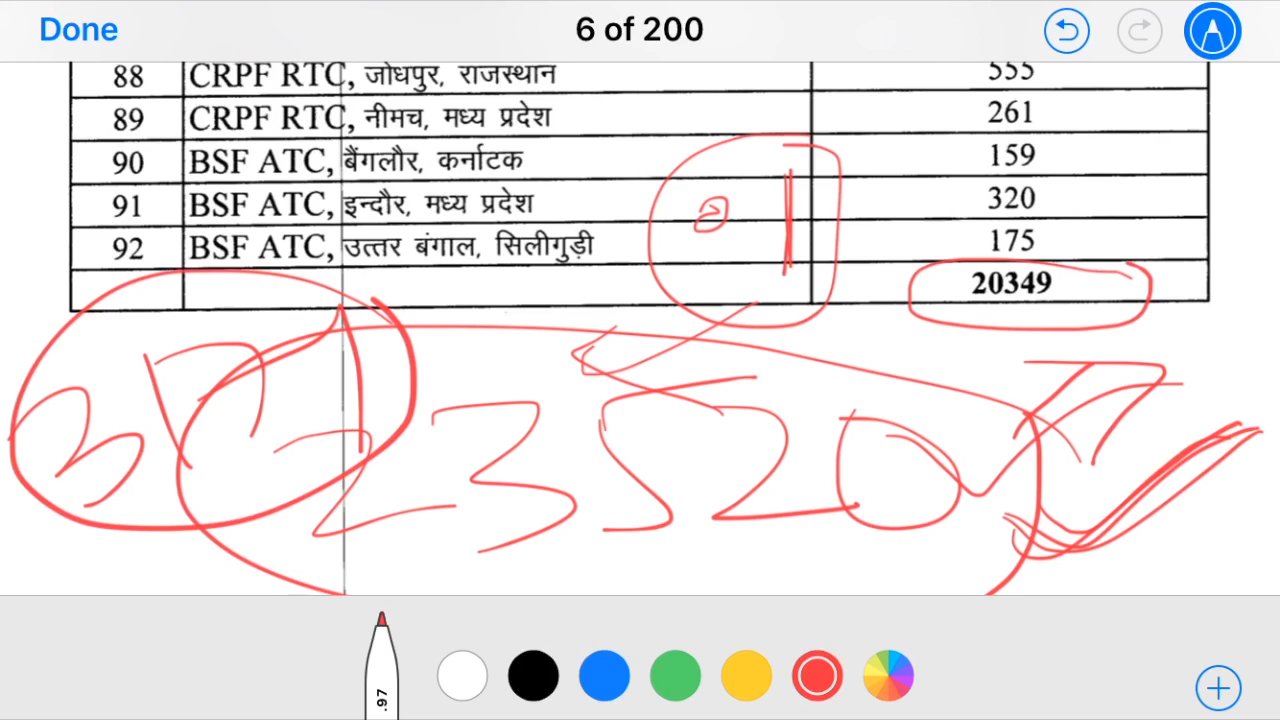 Done 6 of 200
88 CRPF RTC, जोधपुर, राजस्थान 555
89 CRPF RTC, नीमच, मध्य प्रदेश 261
90 BSF ATC, बैंगलौर, कर्नाटक 159
91 BSF ATC, इन्दौर, मध्य प्रदेश 320
92 BSF ATC, उत्तर बंगाल, सिलीगुड़ी 175
20349
23520
.97